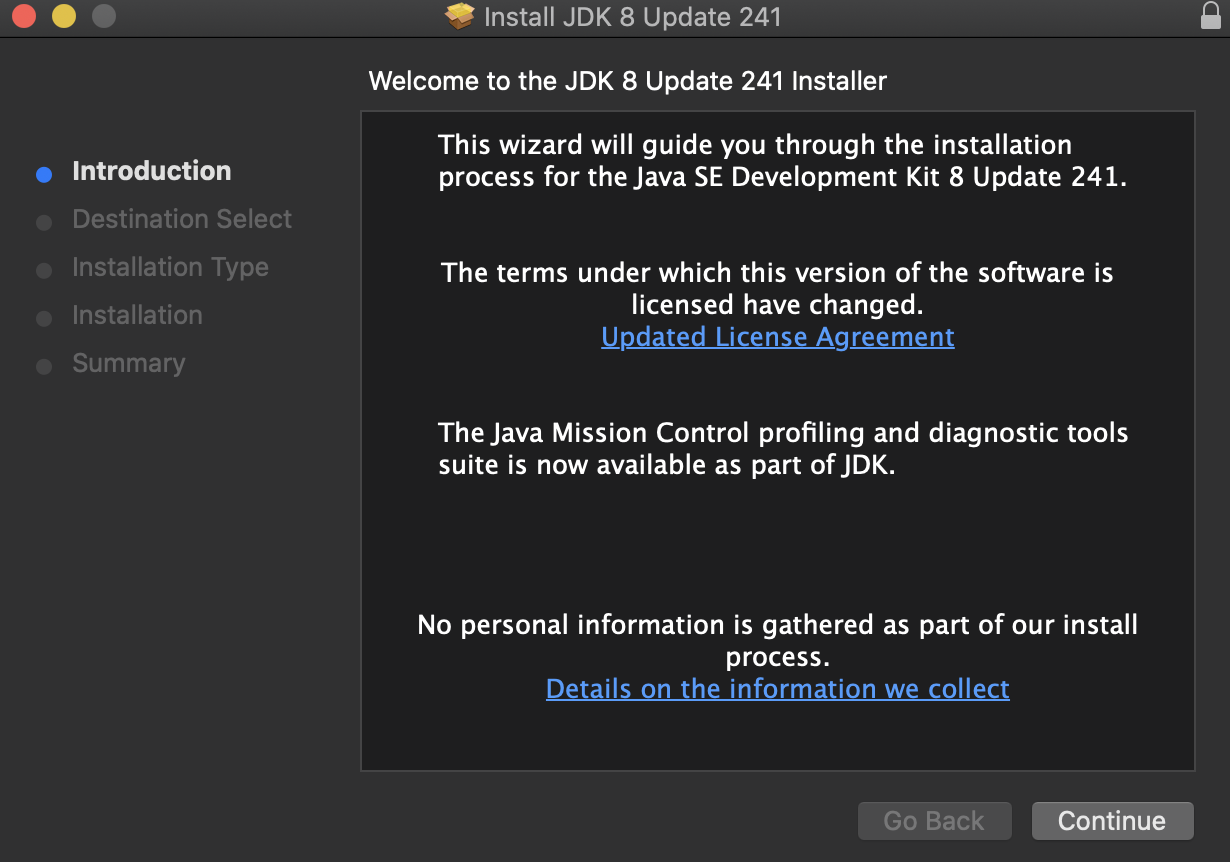 Install JDK 8 Update 241
Welcome to the JDK 8 Update 241 Installer
Introduction
Destination Select
Installation Type
Installation
Summary
This wizard will guide you through the installation
process for the Java SE Development Kit 8 Update 241.
The terms under which this version of the software is
licensed have changed.
Updated License Agreement
The Java Mission Control profiling and diagnostic tools
suite is now available as part of JDK.
No personal information is gathered as part of our install
process.
Details on the information we collect
Go Back
Continue